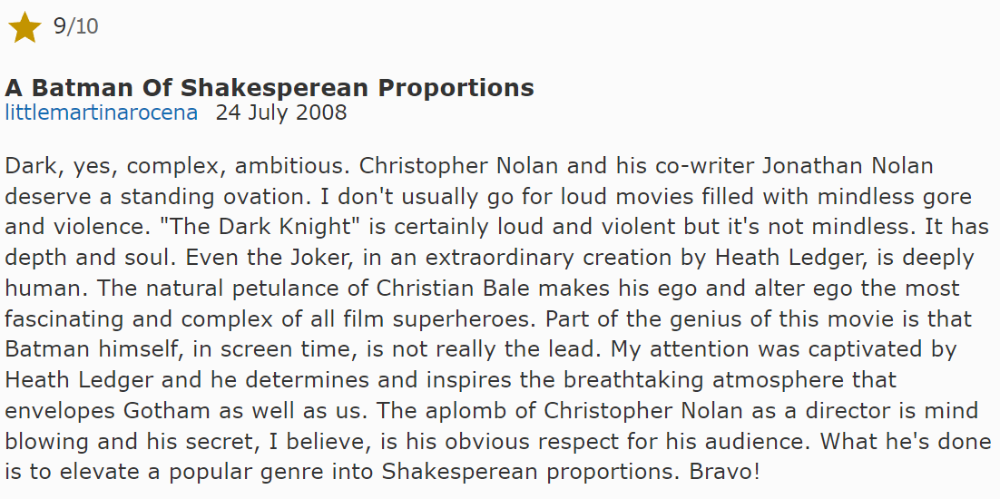 9/10
A Batman Of Shakesperean Proportions
littlemartinarocena 24 July 2008
Dark, yes, complex, ambitious. Christopher Nolan and his co-writer Jonathan Nolan
deserve a standing ovation. I don't usually go for loud movies filled with mindless gore
and violence. "The Dark Knight" is certainly loud and violent but it's not mindless. It has
depth and soul. Even the Joker, in an extraordinary creation by Heath Ledger, is deeply
human. The natural petulance of Christian Bale makes his ego and alter ego the most
fascinating and complex of all film superheroes. Part of the genius of this movie is that
Batman himself, in screen time, is not really the lead. My attention was captivated by
Heath Ledger and he determines and inspires the breathtaking atmosphere that
envelopes Gotham as well as us. The aplomb of Christopher Nolan as a director is mind
blowing and his secret, I believe, is his obvious respect for his audience. What he's done
is to elevate a popular genre into Shakesperean proportions. Bravo!